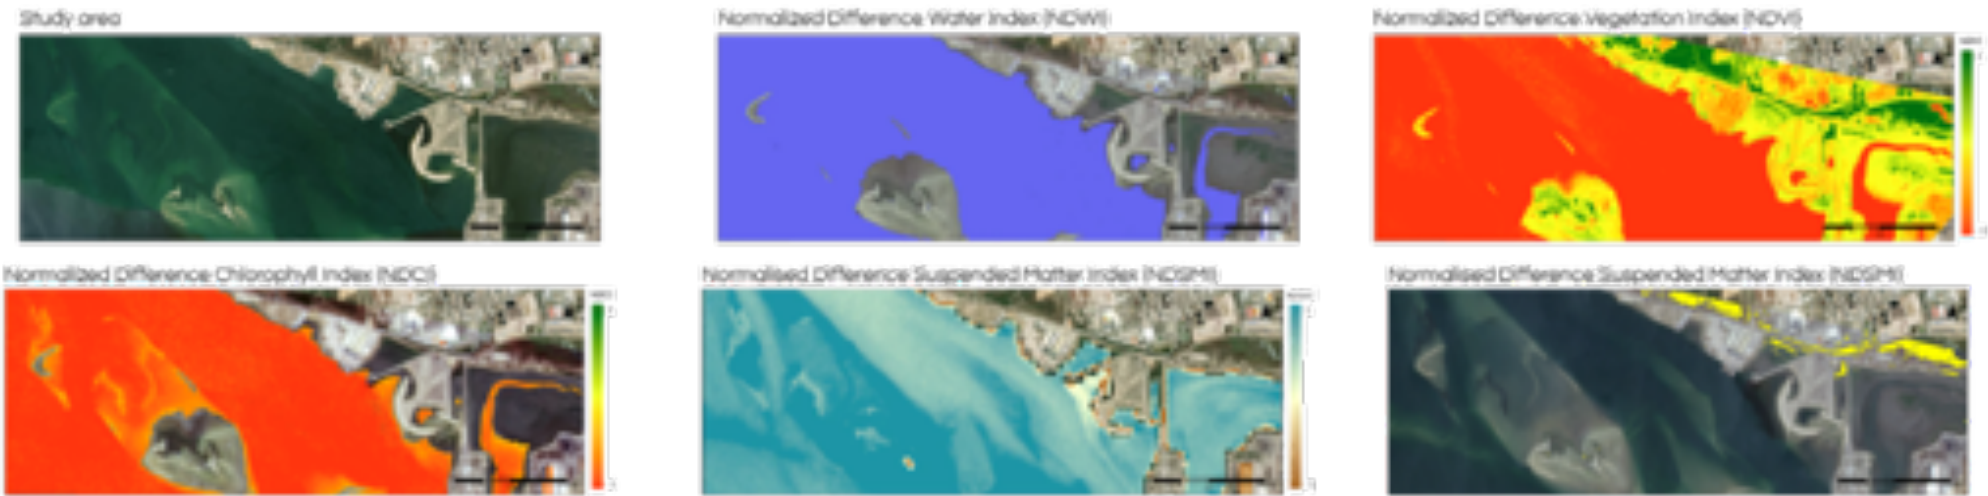 Study area
Normalized Difference Water Index (NDWI)
Normalized Difference Vegetation Index (NDVI)
Normalized Difference Chlorophyll Index (NDCI)
Normalised Difference Suspended Matter Index (NDSMI)
Normalised Difference Suspended Matter Index (NDSMI)